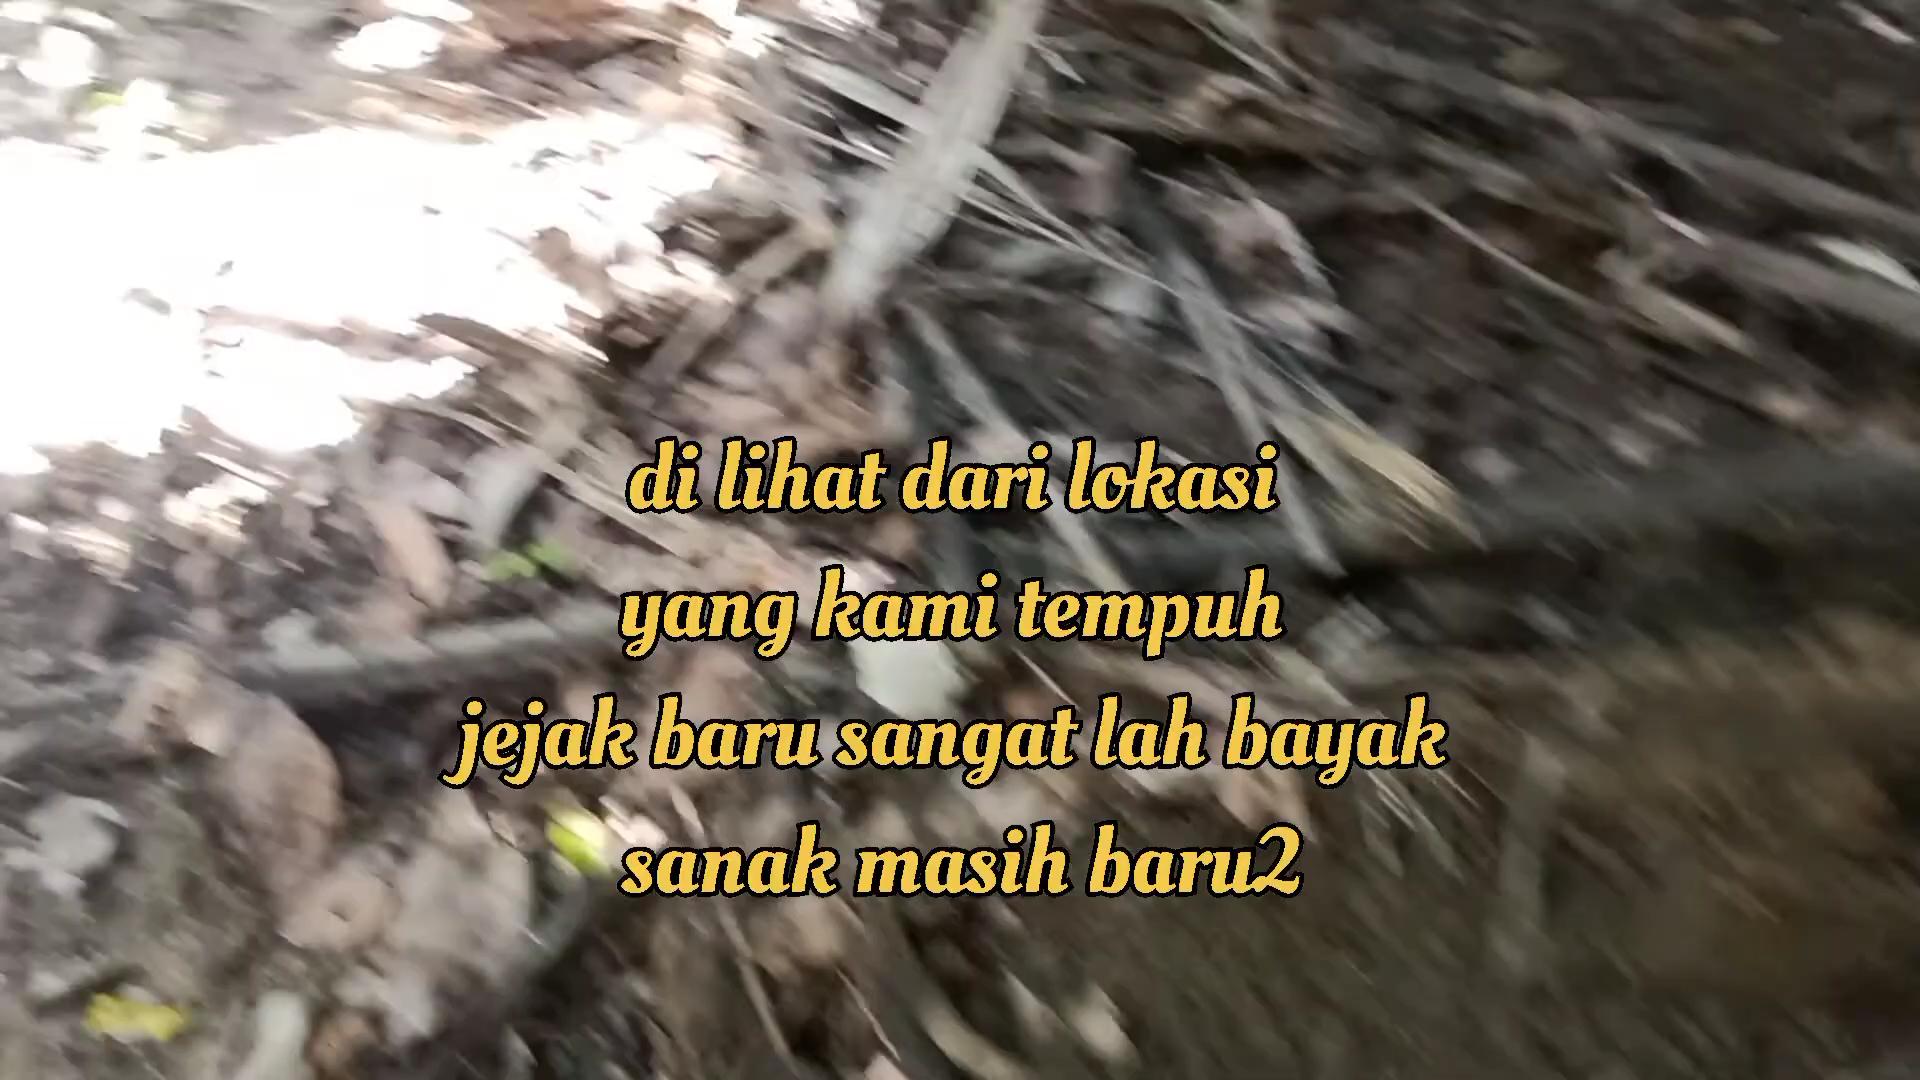 di lihat dari lokasi
yang kami tempuh
jejak baru sangat lah bayak
sanak masih baru2